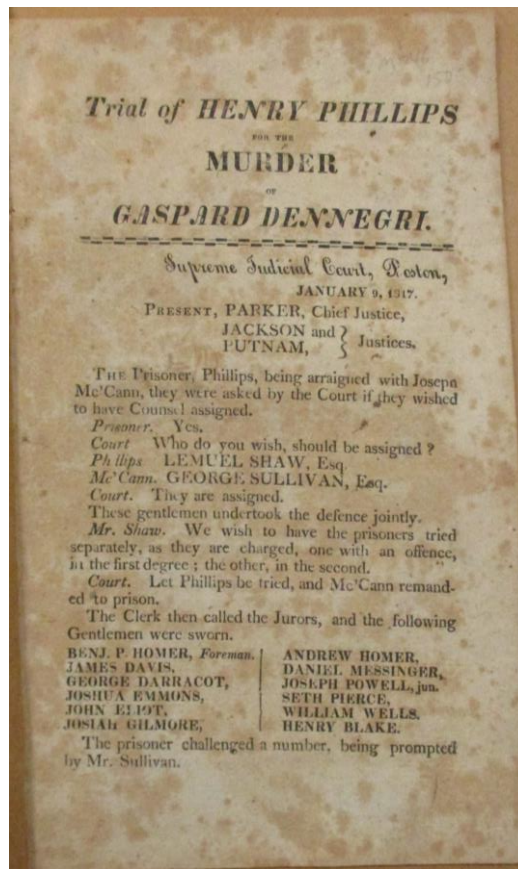 Trial of HENRY PHILLIPS
FOR THE
MURDER
OF
GASPARD DENNEGRI.
Supreme Judicial Court, Boston,
JANUARY 9, 1817.
PRESENT, PARKER, Chief Justice,
JACKSON and
PUTNAM, } Justices,
THE Prisoner, Phillips, being arraigned with Joseph
Mc'Cann, they were asked by the Court if they wished
to have Counsel assigned.
Prisoner. Yes.
Court Who do you wish, should be assigned ?
Ph llips LEMUEL SHAW, Esq.
Mc'Cann. GEORGE SULLIVAN, Esq.
Court. They are assigned.
These gentlemen undertook the defence jointly.
Mr. Shaw. We wish to have the prisoners tried
separately, as they are charged, one with an offence,
in the first degree ; the other, in the second.
Court. Let Phillips be tried, and Mc'Cann remand-
ed to prison.
The Clerk then called the Jurors, and the following
Gentlemen were sworn.
BENJ. P. HOMER, Foreman.
JAMES DAVIS,
GEORGE DARRACOT,
JOSHUA EMMONS,
JOHN ELIOT,
JOSIAH GILMORE,
ANDREW HOMER,
DANIEL MESSINGER,
JOSEPH POWELL, jun.
SETH PIERCE,
WILLIAM WELLS.
HENRY BLAKE.
The prisoner challenged a number, being prompted
by Mr. Sullivan.